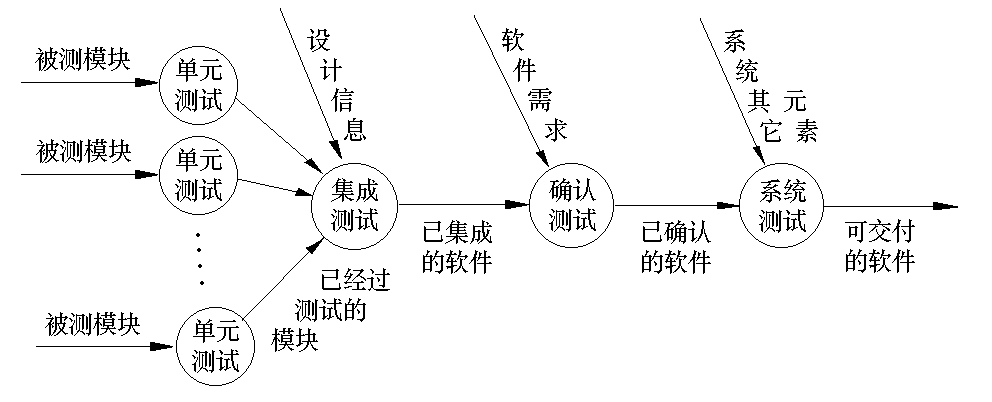 被测模块
单元
测试
被测模块
单元
测试
被测模块
单元
测试
设计信息
集成
测试
已经过
测试的
模块
已集成
的软件
软件需求
确认
测试
已确认
的软件
系统其它
元素
系统
测试
可交付
的软件